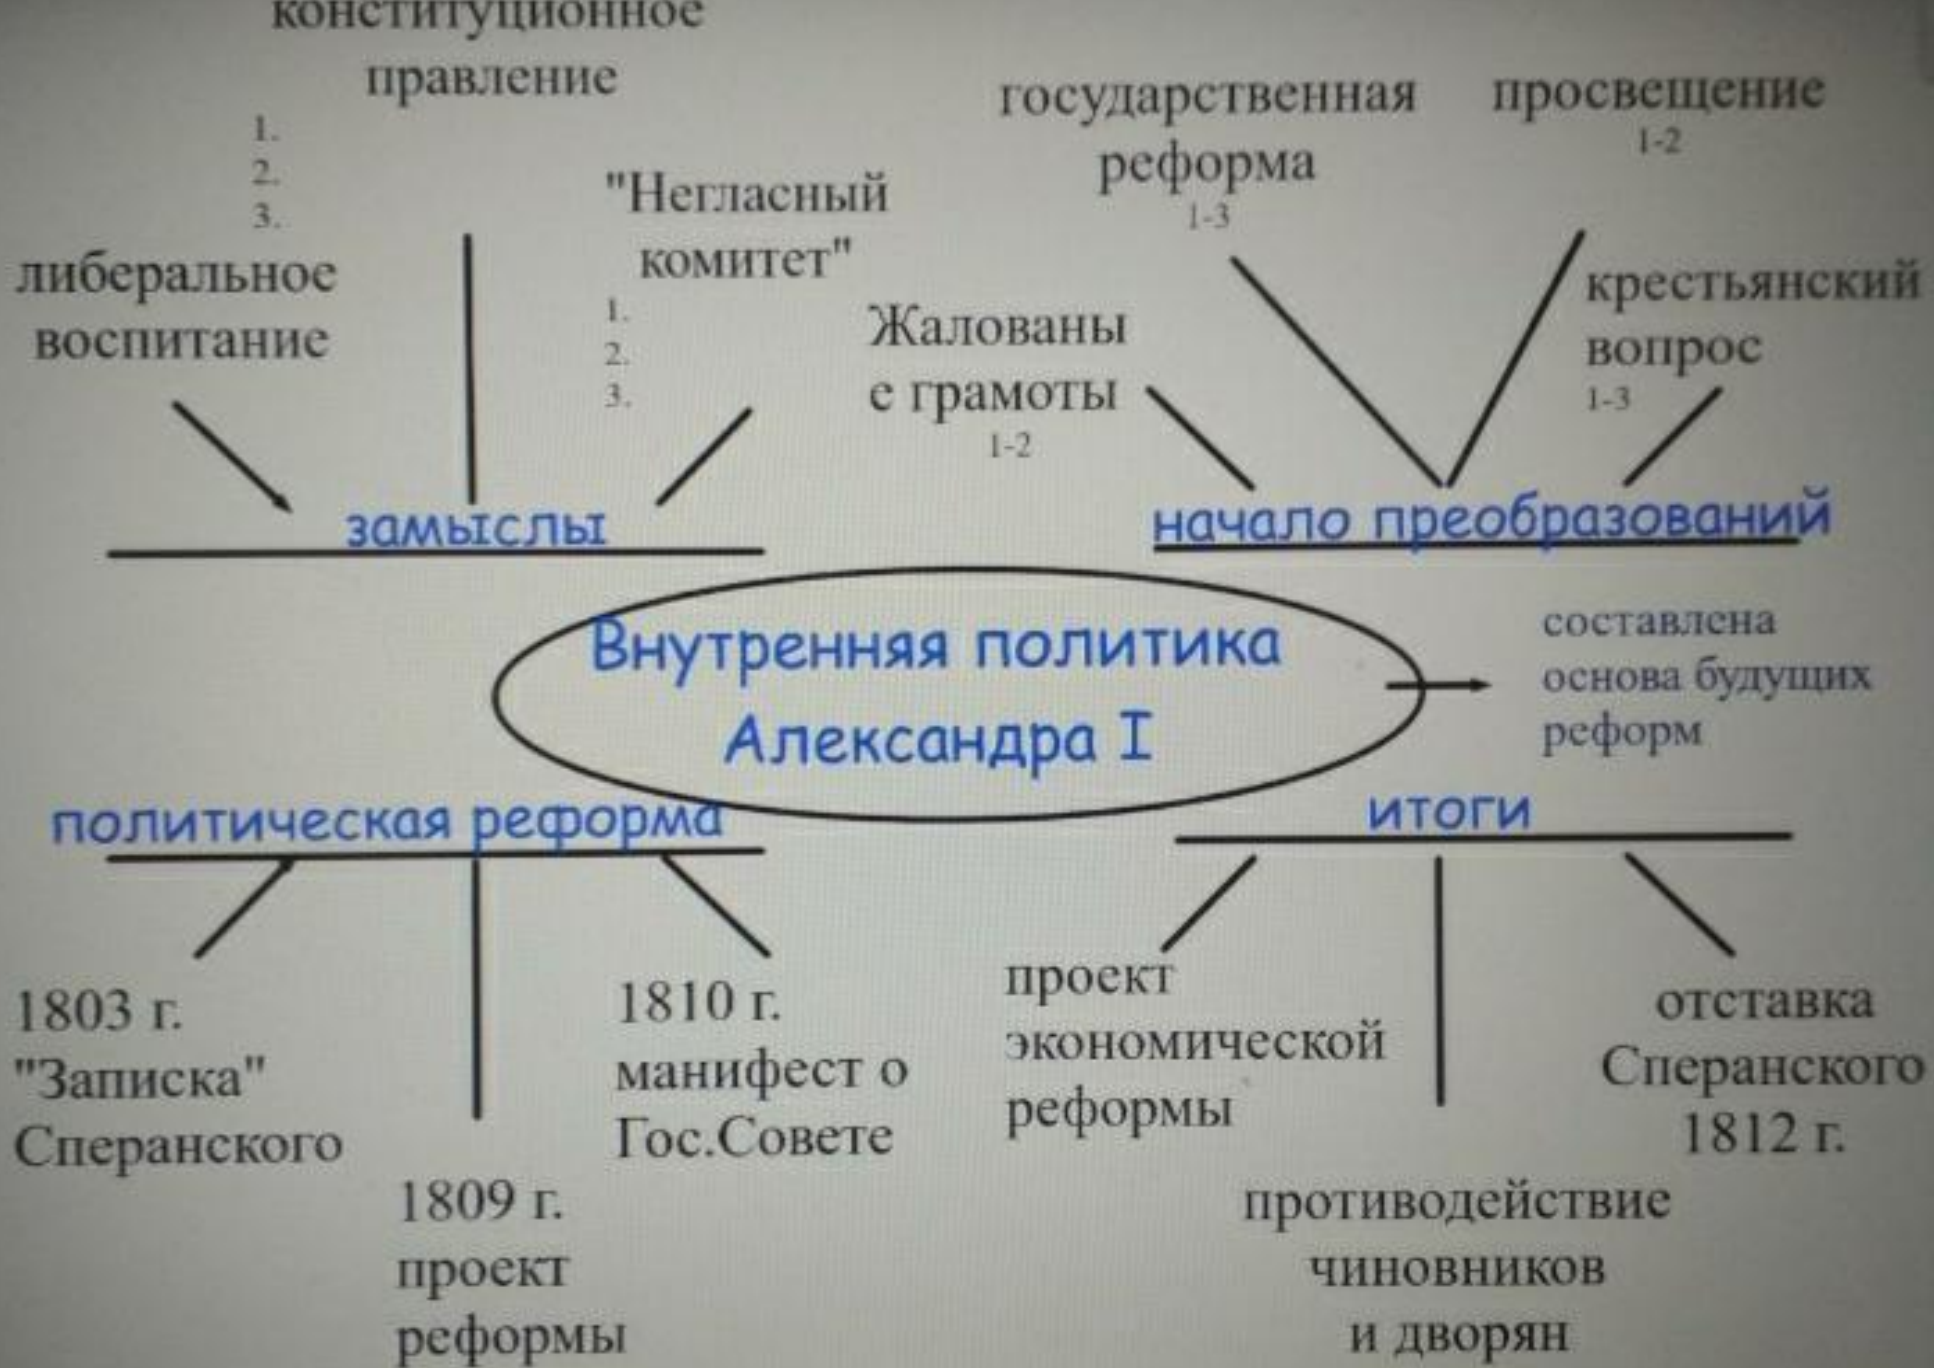 конституционное
правление
1.
2.
3.
либеральное
воспитание
"Негласный
комитет"
1.
2.
3.
замыслы
Жалованы
е грамоты
1-2
государственная
реформа
1-3
просвещение
1-2
крестьянский
вопрос
1-3
начало преобразований
Внутренняя политика
Александра I
составлена
основа будущих
реформ
политическая реформа
1803 г.
"Записка"
Сперанского
1809 г.
проект
реформы
1810 г.
манифест о
Гос.Совете
итоги
проект
экономической
реформы
противодействие
чиновников
и дворян
отставка
Сперанского
1812 г.